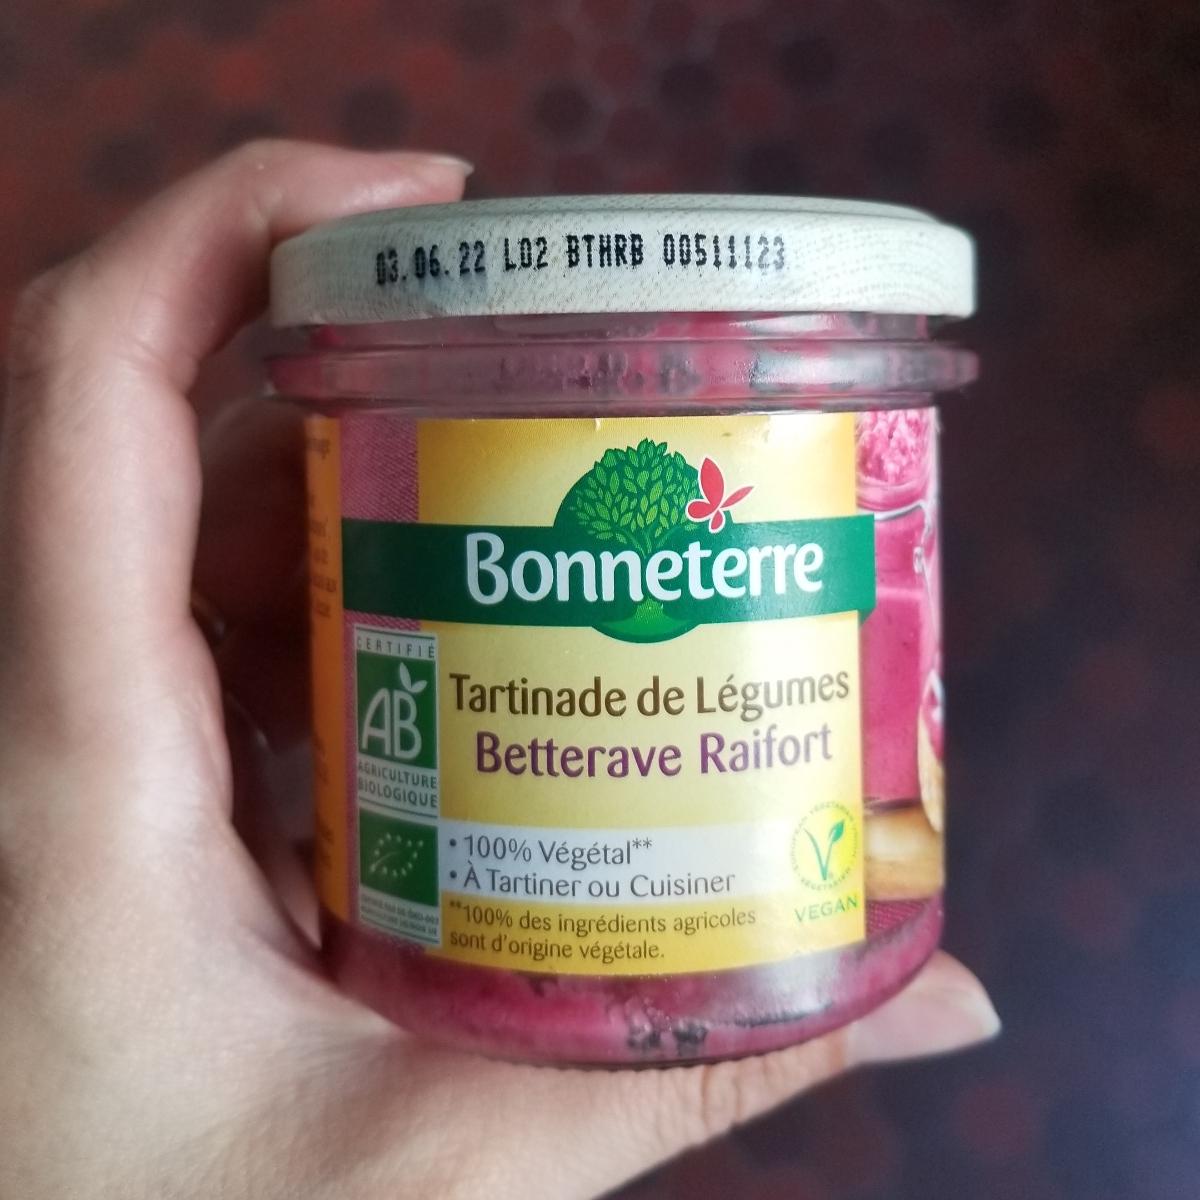 03.06.22 L02 BTHRB 00511123
Bonneterre
CERTIFIÉ
AB
AGRICULTURE
BIOLOGIQUE
Tartinade de Légumes
Betterave Raifort
• 100% Végétal**
• À Tartiner ou Cuisiner
**100% des ingrédients agricoles
sont d'origine végétale.
VEGAN